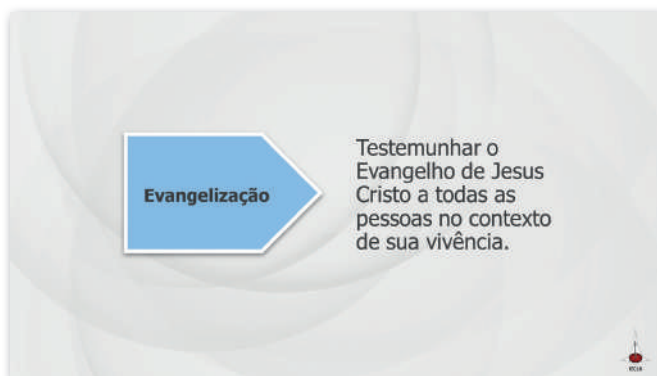 Evangelização
Testemunhar o
Evangelho de Jesus
Cristo a todas as
pessoas no contexto
de sua vivência.